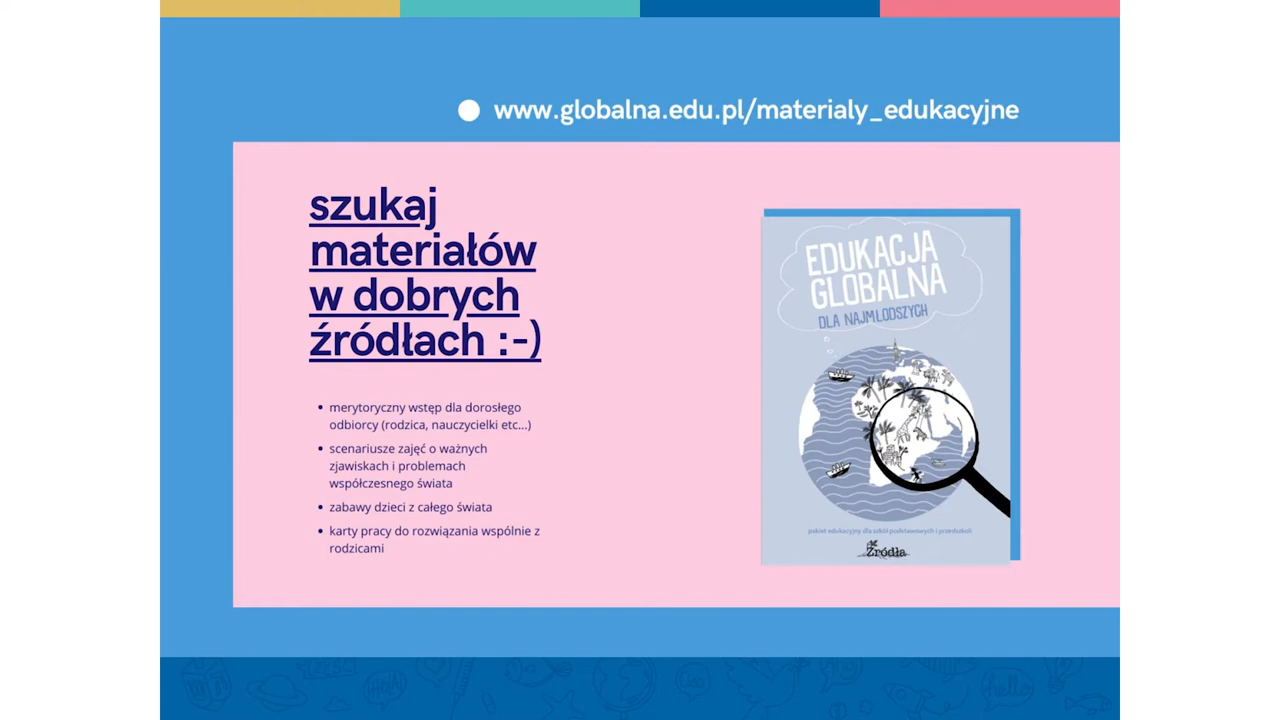 www.globalna.edu.pl/materialy_edukacyjne
szukaj
materiałów
w dobrych
źródłach :-)
merytoryczny wstęp dla dorosłego
odbiorcy (rodzica, nauczycielki etc...)
scenariusze zajęć o ważnych
zjawiskach i problemach
współczesnego świata
zabawy dzieci z całego świata
karty pracy do rozwiązania wspólnie z
rodzicami
EDUKACJA
GLOBALNA
DLA NAJMŁODSZYCH
pakiet edukacyjny dla szkół podstawowych i przedszkoli
Źródła
hello